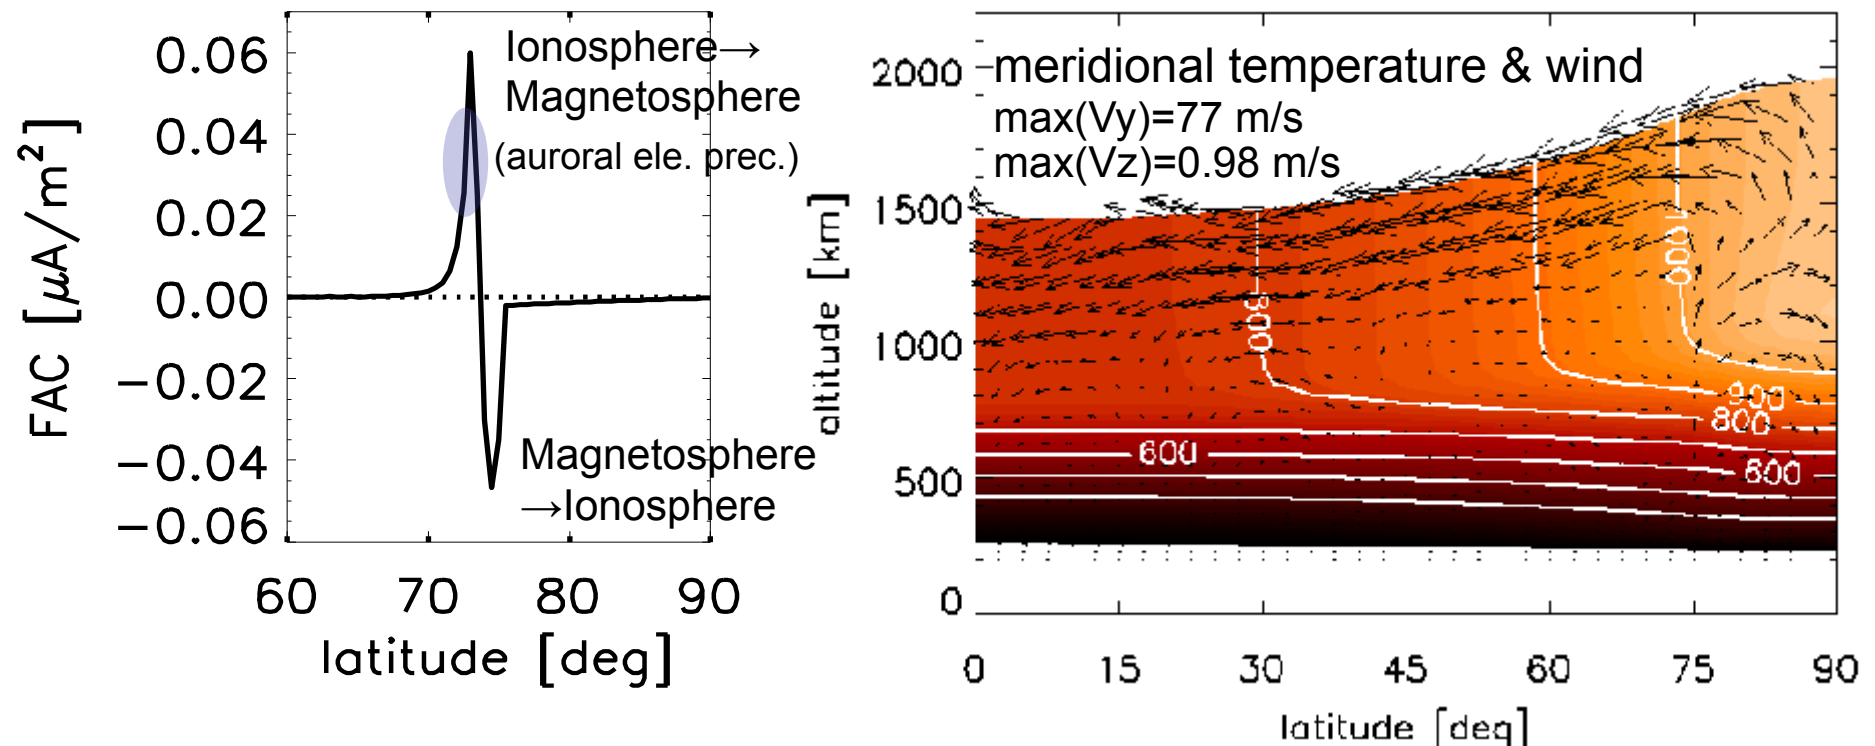 0.06
0.04
0.02
0.00
−0.02
−0.04
−0.06
FAC [μA/m²]
60 70 80 90
latitude [deg]
Ionosphere→
Magnetosphere
(auroral ele. prec.)
Magnetosphere
→Ionosphere
2000
1500
1000
500
0
altitude [km]
meridional temperature & wind
max(Vy)=77 m/s
max(Vz)=0.98 m/s
900
800
600
800
0 15 30 45 60 75 90
latitude [deg]